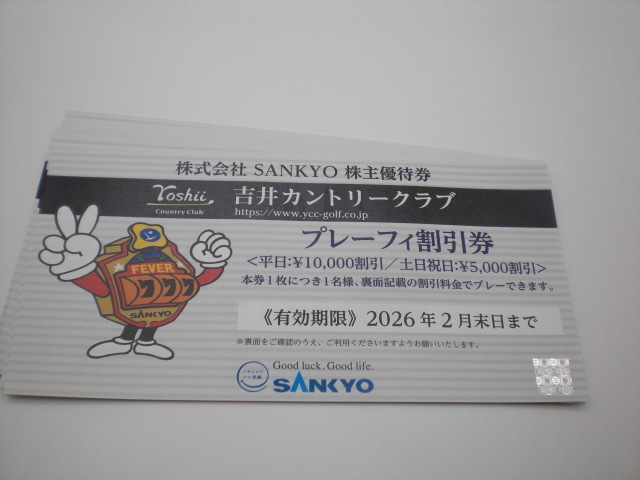 株式会社 SANKYO 株主優待券
Yoshii
Country Club
吉井カントリークラブ
https://www.ycc-golf.co.jp
プレーフィ割引券
<平日:¥10,000割引／土日祝日:¥5,000割引>
本券1枚につき1名様、裏面記載の割引料金でプレーできます。
FEVER
777
SANKYO
《有効期限》2026年2月末日まで
※裏面をご確認のうえ、ご利用くださいますようお願いいたします。
Good luck. Good life.
SANKYO